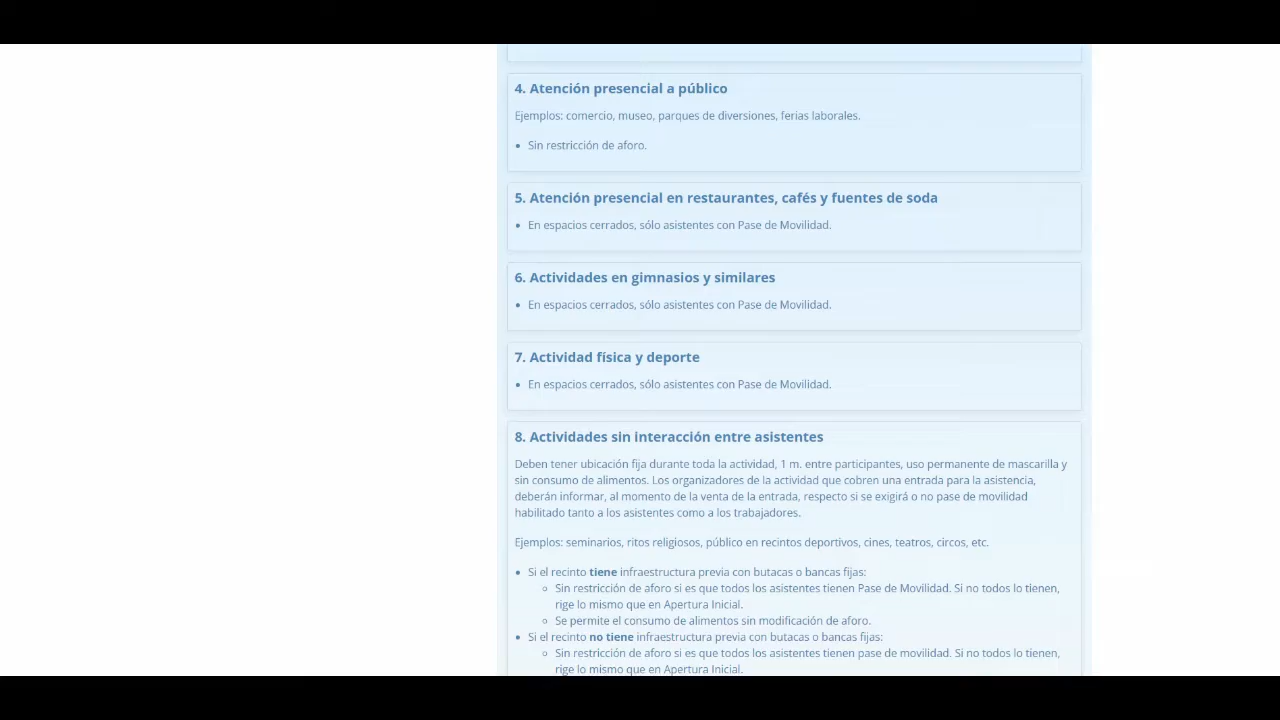 4. Atención presencial a público
Ejemplos: comercio, museo, parques de diversiones, ferias laborales.
• Sin restricción de aforo.
5. Atención presencial en restaurantes, cafés y fuentes de soda
• En espacios cerrados, sólo asistentes con Pase de Movilidad.
6. Actividades en gimnasios y similares
• En espacios cerrados, sólo asistentes con Pase de Movilidad.
7. Actividad física y deporte
• En espacios cerrados, sólo asistentes con Pase de Movilidad.
8. Actividades sin interacción entre asistentes
Deben tener ubicación fija durante toda la actividad, 1 m. entre participantes, uso permanente de mascarilla y
sin consumo de alimentos. Los organizadores de la actividad que cobren una entrada para la asistencia,
deberán informar, al momento de la venta de la entrada, respecto si se exigirá o no pase de movilidad
habilitado tanto a los asistentes como a los trabajadores.
Ejemplos: seminarios, ritos religiosos, público en recintos deportivos, cines, teatros, circos, etc.
• Si el recinto tiene infraestructura previa con butacas o bancas fijas:
◦ Sin restricción de aforo si es que todos los asistentes tienen Pase de Movilidad. Si no todos lo tienen,
rige lo mismo que en Apertura Inicial.
◦ Se permite el consumo de alimentos sin modificación de aforo.
• Si el recinto no tiene infraestructura previa con butacas o bancas fijas:
◦ Sin restricción de aforo si es que todos los asistentes tienen pase de movilidad. Si no todos lo tienen,
rige lo mismo que en Apertura Inicial.